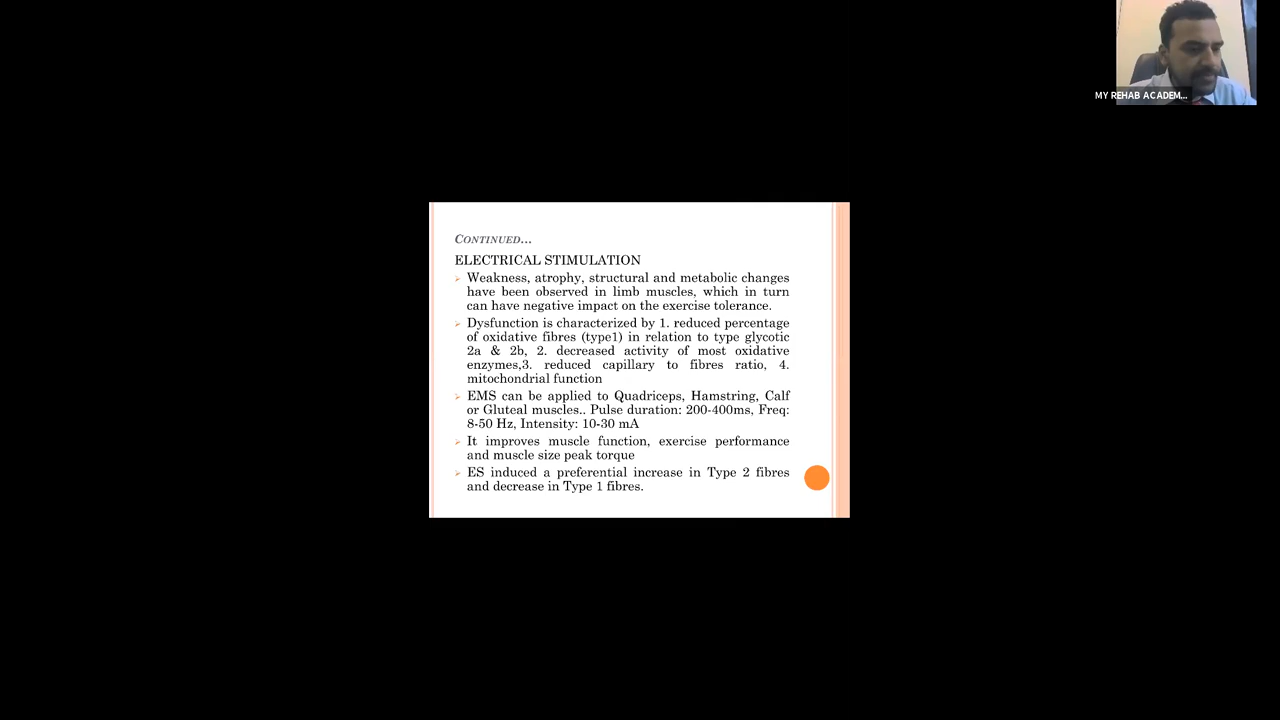 MY REHAB ACADEM...
CONTINUED...
ELECTRICAL STIMULATION
Weakness, atrophy, structural and metabolic changes
have been observed in limb muscles, which in turn
can have negative impact on the exercise tolerance.
Dysfunction is characterized by 1. reduced percentage
of oxidative fibres (type1) in relation to type glycotic
2a & 2b, 2. decreased activity of most oxidative
enzymes,3. reduced capillary to fibres ratio, 4.
mitochondrial function
EMS can be applied to Quadriceps, Hamstring, Calf
or Gluteal muscles.. Pulse duration: 200-400ms, Freq:
8-50 Hz, Intensity: 10-30 mA
It improves muscle function, exercise performance
and muscle size peak torque
ES induced a preferential increase in Type 2 fibres
and decrease in Type 1 fibres.